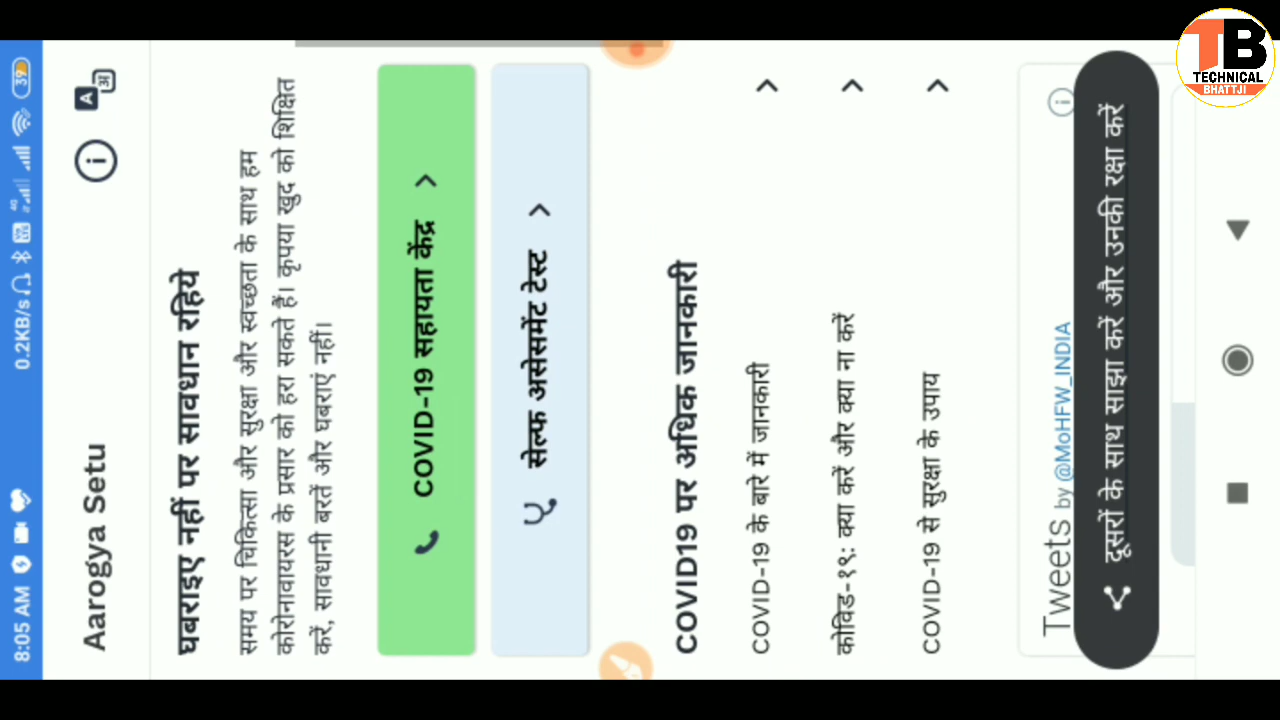 8:05 AM
0.2KB/s
4G
39
Aarogya Setu
A अ
i
घबराइए नहीं पर सावधान रहिये
समय पर चिकित्सा और सुरक्षा और स्वच्छता के साथ हम
कोरोनावायरस के प्रसार को हरा सकते हैं। कृपया खुद को शिक्षित
करें, सावधानी बरतें और घबराएं नहीं।
COVID-19 सहायता केंद्र
सेल्फ असेसमेंट टेस्ट
COVID19 पर अधिक जानकारी
COVID-19 के बारे में जानकारी
कोविड-१९: क्या करें और क्या ना करें
COVID-19 से सुरक्षा के उपाय
Tweets by @MoHFW_INDIA
i
दूसरों के साथ साझा करें और उनकी रक्षा करें
TB
TECHNICAL
BHATTJI